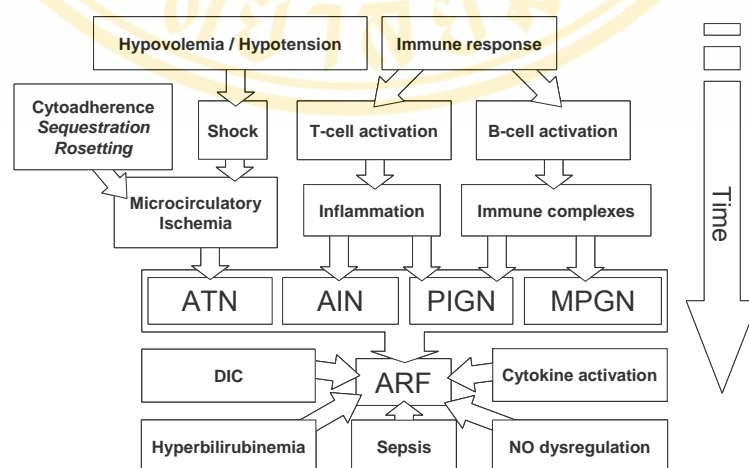 Hypovolemia / Hypotension
Immune response
Cytoadherence
Sequestration
Rosetting
Shock
T-cell activation
B-cell activation
Microcirculatory
Ischemia
Inflammation
Immune complexes
Time
ATN
AIN
PIGN
MPGN
DIC
ARF
Cytokine activation
Hyperbilirubinemia
Sepsis
NO dysregulation